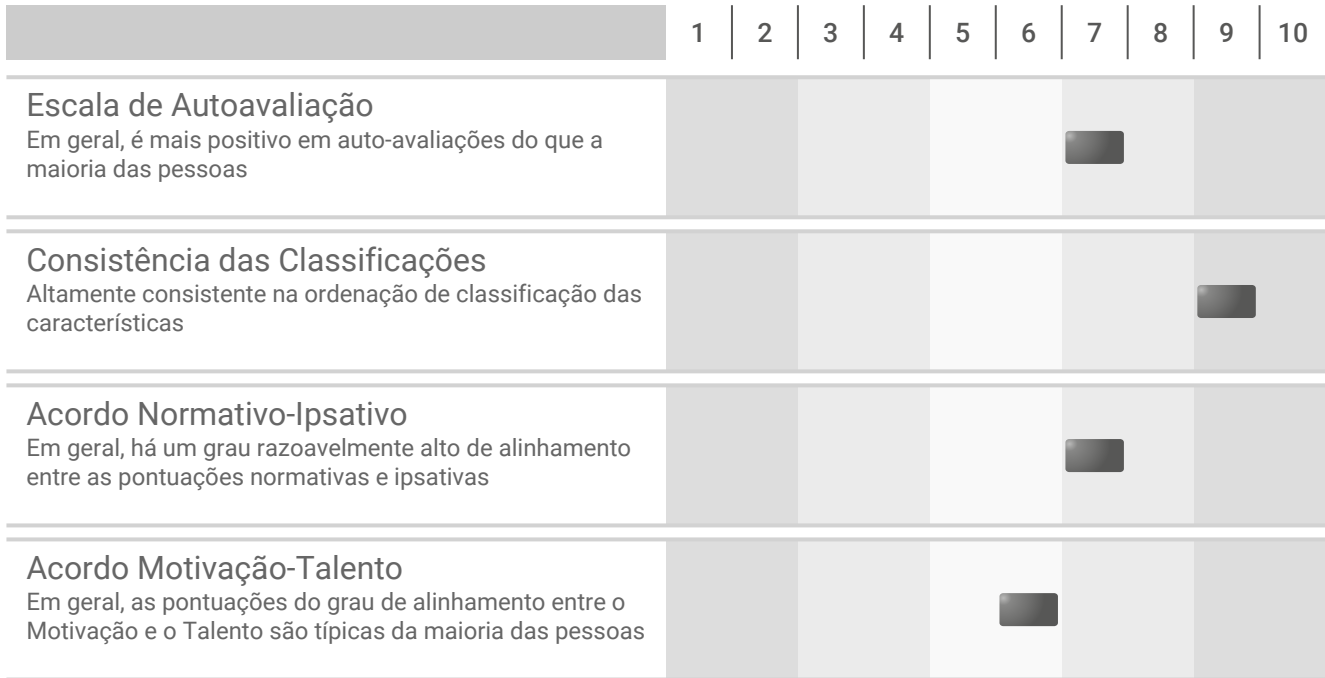 1 2 3 4 5 6 7 8 9 10
Escala de Autoavaliação
Em geral, é mais positivo em auto-avaliações do que a
maioria das pessoas
Consistência das Classificações
Altamente consistente na ordenação de classificação das
características
Acordo Normativo-Ipsativo
Em geral, há um grau razoavelmente alto de alinhamento
entre as pontuações normativas e ipsativas
Acordo Motivação-Talento
Em geral, as pontuações do grau de alinhamento entre o
Motivação e o Talento são típicas da maioria das pessoas